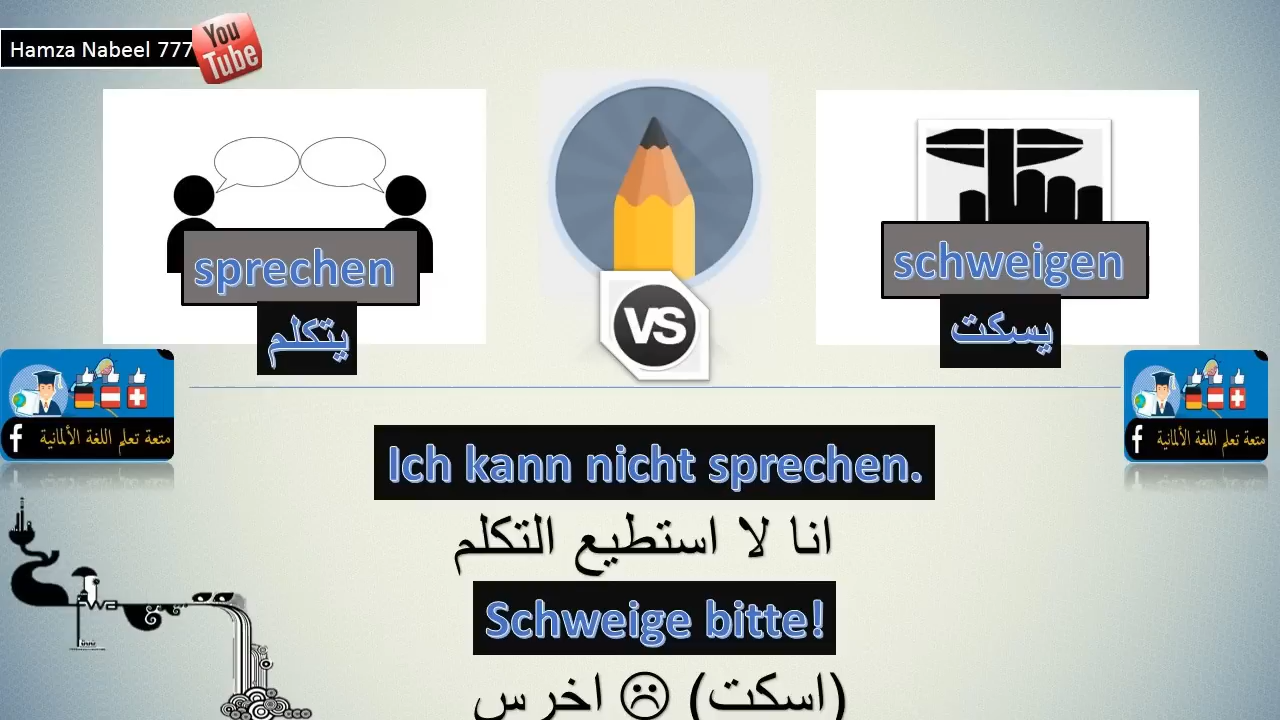 Hamza Nabeel 777
You
Tube
sprechen
يتكلم
VS
schweigen
يسكت
متعة تعلم اللغة الألمانية
متعة تعلم اللغة الألمانية
Ich kann nicht sprechen.
انا لا استطيع التكلم
Schweige bitte!
(اسكت) ☹ اخرس